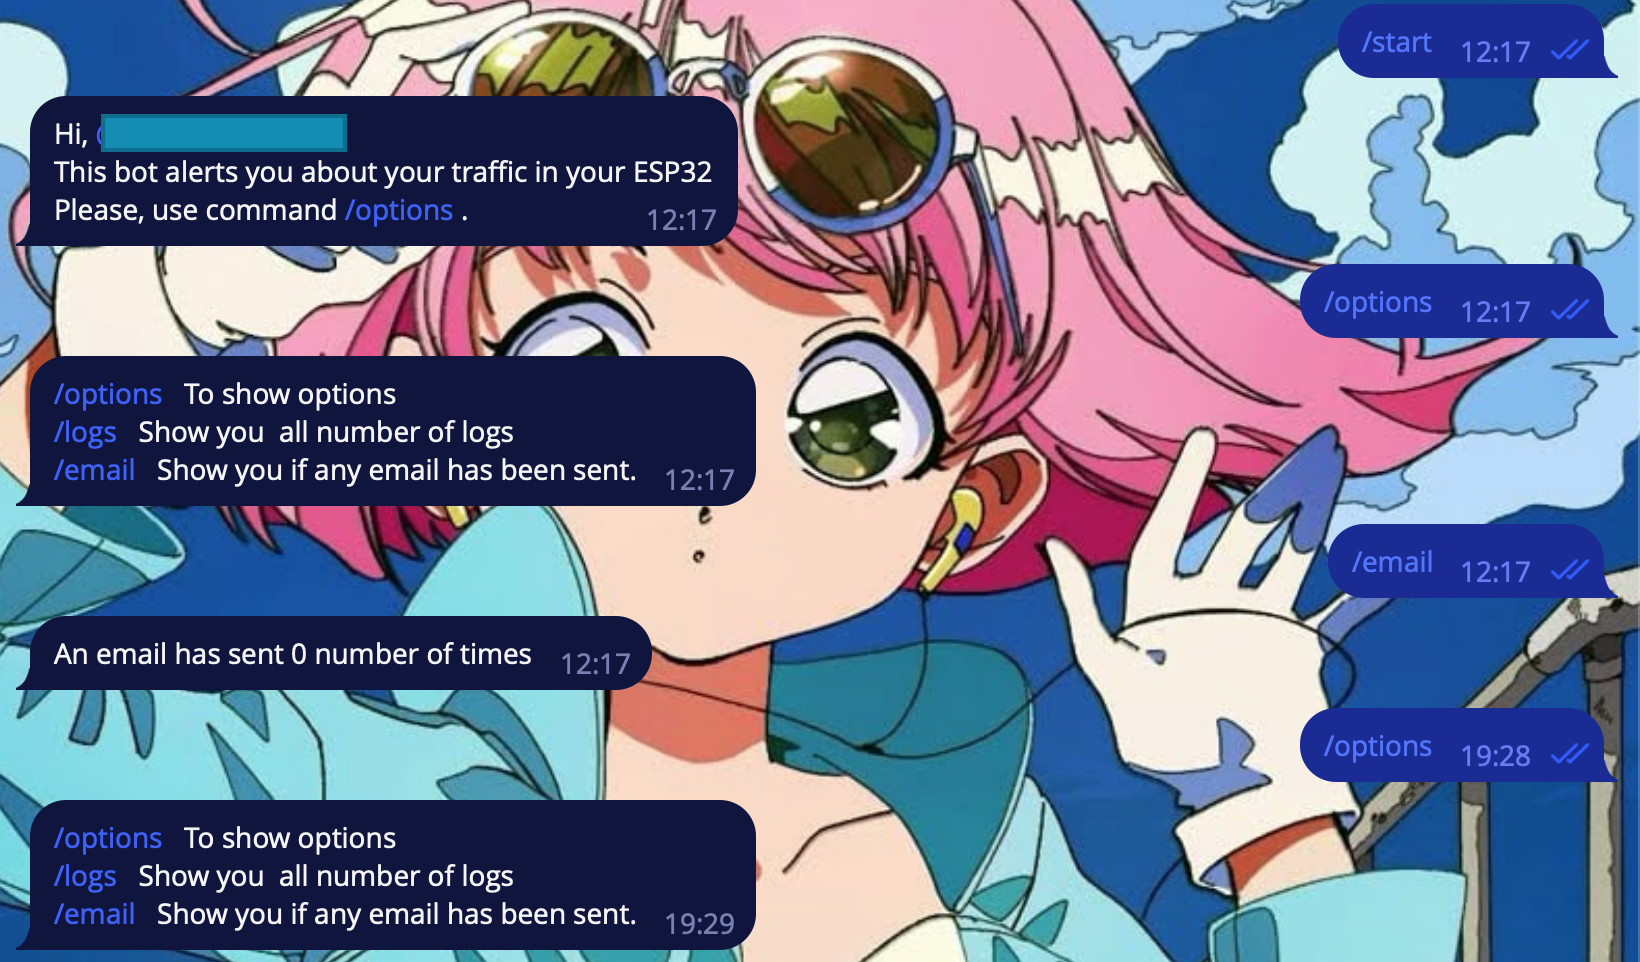 /start 12:17
Hi,
This bot alerts you about your traffic in your ESP32
Please, use command /options .
12:17
/options 12:17
/options To show options
/logs Show you all number of logs
/email Show you if any email has been sent.
12:17
/email 12:17
An email has sent 0 number of times 12:17
/options 19:28
/options To show options
/logs Show you all number of logs
/email Show you if any email has been sent.
19:29